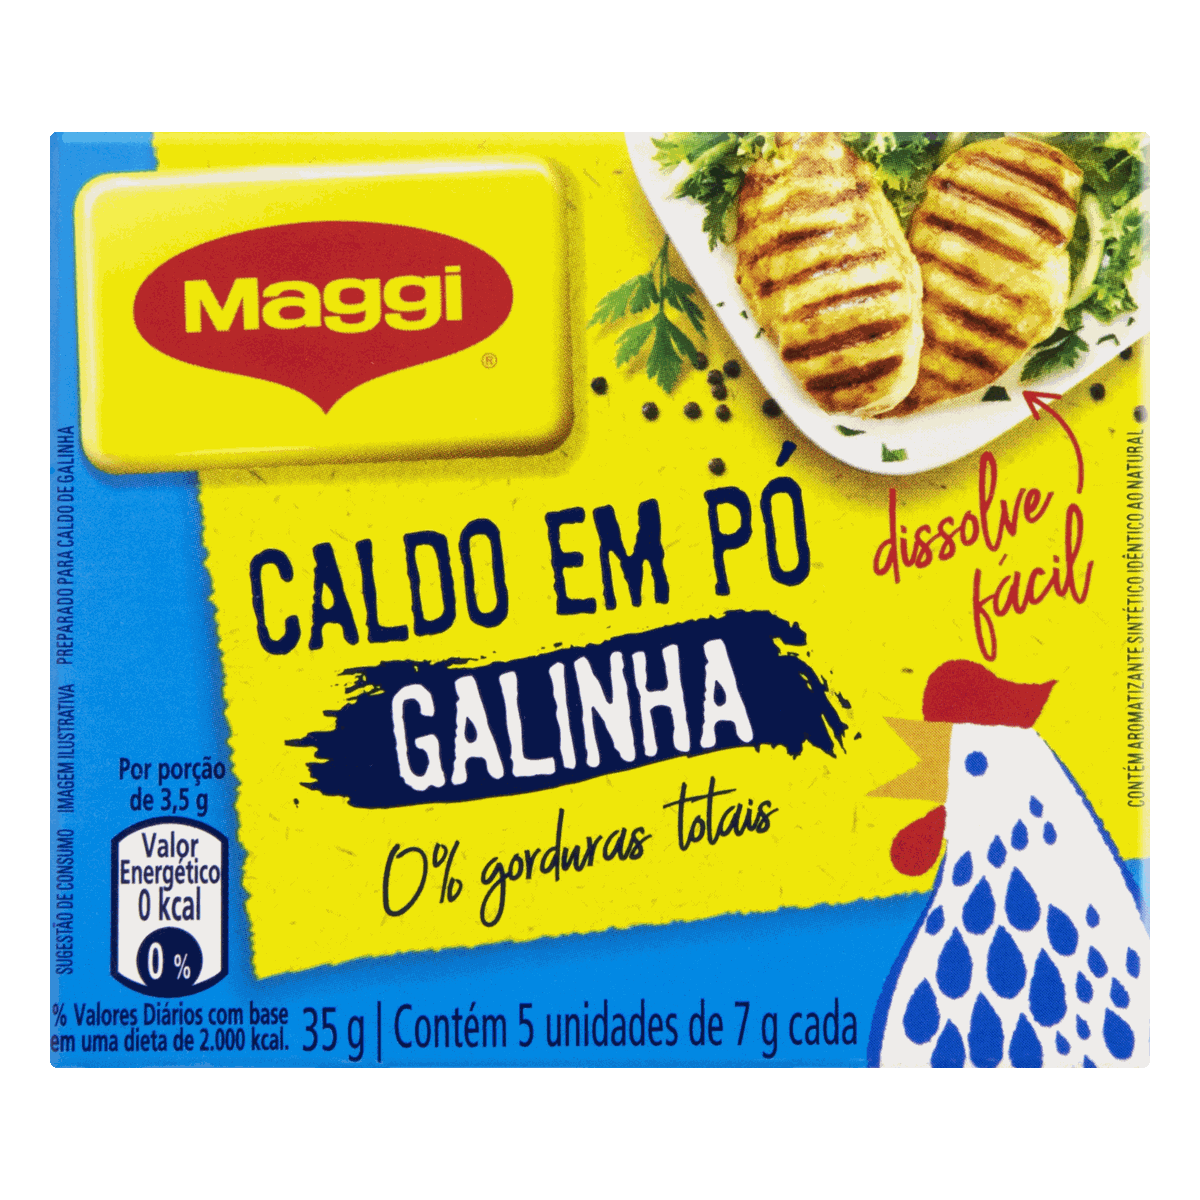 Maggi
®
CALDO EM PÓ
GALINHA
0% gorduras totais
dissolve
fácil
Por porção
de 3,5 g
Valor
Energético
0 kcal
0 %
% Valores Diários com base
em uma dieta de 2.000 kcal.
35 g | Contém 5 unidades de 7 g cada
SUGESTÃO DE CONSUMO IMAGEM ILUSTRATIVA PREPARADO PARA CALDO DE GALINHA
CONTÉM AROMATIZANTE SINTÉTICO IDÊNTICO AO NATURAL